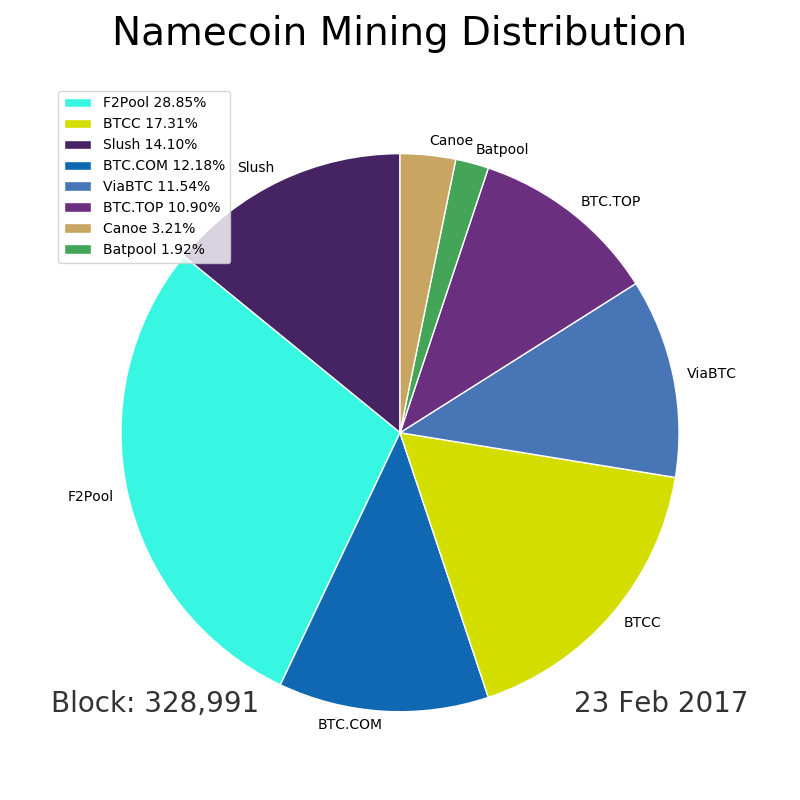 Namecoin Mining Distribution
F2Pool 28.85%
BTCC 17.31%
Slush 14.10%
BTC.COM 12.18%
ViaBTC 11.54%
BTC.TOP 10.90%
Canoe 3.21%
Batpool 1.92%
Canoe
Batpool
Slush
BTC.TOP
ViaBTC
F2Pool
BTCC
BTC.COM
Block: 328,991
23 Feb 2017